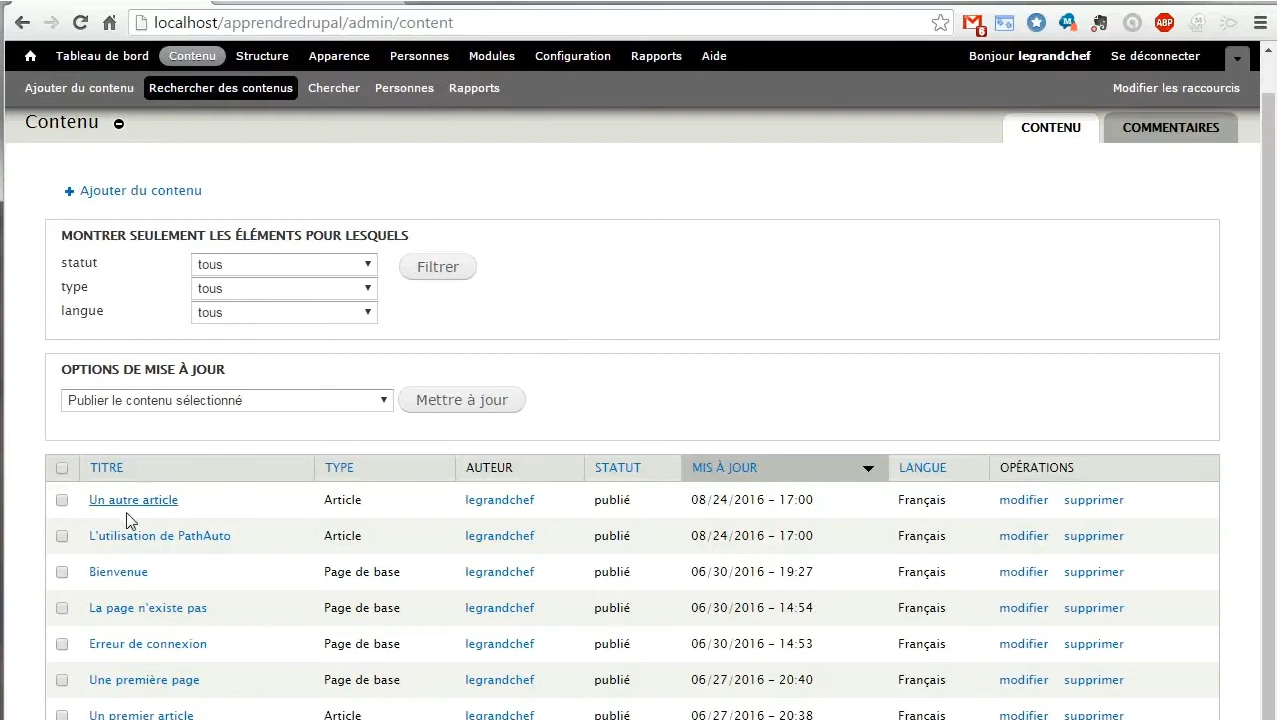 localhost/apprendredrupal/admin/content
6
ABP
Tableau de bord Contenu Structure Apparence Personnes Modules Configuration Rapports Aide Bonjour legrandchef Se déconnecter
Ajouter du contenu Rechercher des contenus Chercher Personnes Rapports Modifier les raccourcis
Contenu CONTENU COMMENTAIRES
Ajouter du contenu
MONTRER SEULEMENT LES ÉLÉMENTS POUR LESQUELS
statut tous Filtrer
type tous
langue tous
OPTIONS DE MISE À JOUR
Publier le contenu sélectionné Mettre à jour
TITRE TYPE AUTEUR STATUT MIS À JOUR LANGUE OPÉRATIONS
Un autre article Article legrandchef publié 08/24/2016 - 17:00 Français modifier supprimer
L'utilisation de PathAuto Article legrandchef publié 08/24/2016 - 17:00 Français modifier supprimer
Bienvenue Page de base legrandchef publié 06/30/2016 - 19:27 Français modifier supprimer
La page n'existe pas Page de base legrandchef publié 06/30/2016 - 14:54 Français modifier supprimer
Erreur de connexion Page de base legrandchef publié 06/30/2016 - 14:53 Français modifier supprimer
Une première page Page de base legrandchef publié 06/27/2016 - 20:40 Français modifier supprimer
Un premier article Article legrandchef publié 06/27/2016 - 20:38 Français modifier supprimer